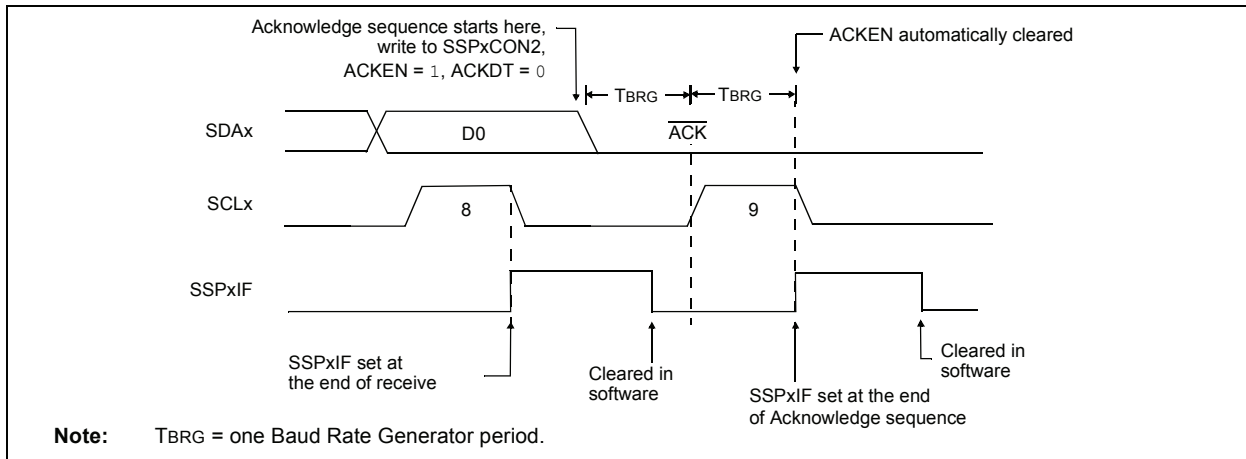 Acknowledge sequence starts here,
write to SSPxCON2,
ACKEN = 1, ACKDT = 0
ACKEN automatically cleared
TBRG
TBRG
SDAx
D0
ACK
SCLx
8
9
SSPxIF
SSPxIF set at
the end of receive
Cleared in
software
SSPxIF set at the end
of Acknowledge sequence
Cleared in
software
Note: TBRG = one Baud Rate Generator period.